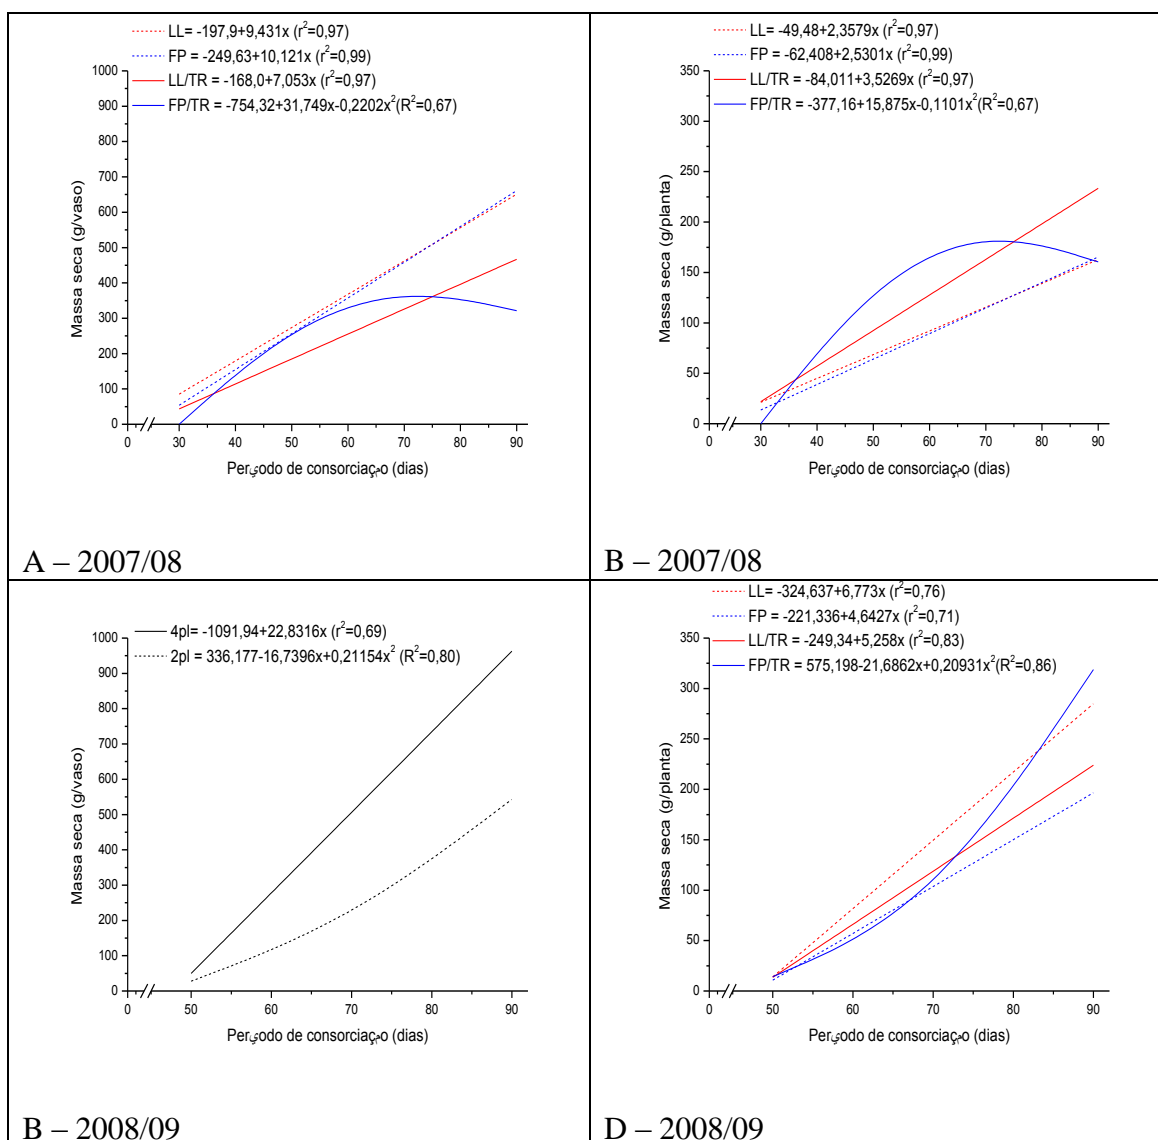 LL= -197,9+9,431x (r²=0,97)
FP = -249,63+10,121x (r²=0,99)
LL/TR = -168,0+7,053x (r²=0,97)
FP/TR = -754,32+31,749x-0,2202x²(R²=0,67)
1000
900
800
700
600
500
400
300
200
100
0
0 30 40 50 60 70 80 90
Massa seca (g/vaso)
(dias)
A – 2007/08
LL= -49,48+2,3579x (r²=0,97)
FP = -62,408+2,5301x (r²=0,99)
LL/TR = -84,011+3,5269x (r²=0,97)
FP/TR = -377,16+15,875x-0,1101x²(R²=0,67)
350
300
250
200
150
100
50
0
0 30 40 50 60 70 80 90
Massa seca (g/planta)
de (dias)
B – 2007/08
4pl= -1091,94+22,8316x (r²=0,69)
2pl = 336,177-16,7396x+0,21154x² (R²=0,80)
1000
900
800
700
600
500
400
300
200
100
0
0 50 60 70 80 90
Massa seca (g/vaso)
de (dias)
B – 2008/09
LL= -324,637+6,773x (r²=0,76)
FP = -221,336+4,6427x (r²=0,71)
LL/TR = -249,34+5,258x (r²=0,83)
FP/TR = 575,198-21,6862x+0,20931x²(R²=0,86)
350
300
250
200
150
100
50
0
0 50 60 70 80 90
Massa seca (g/planta)
de (dias)
D – 2008/09